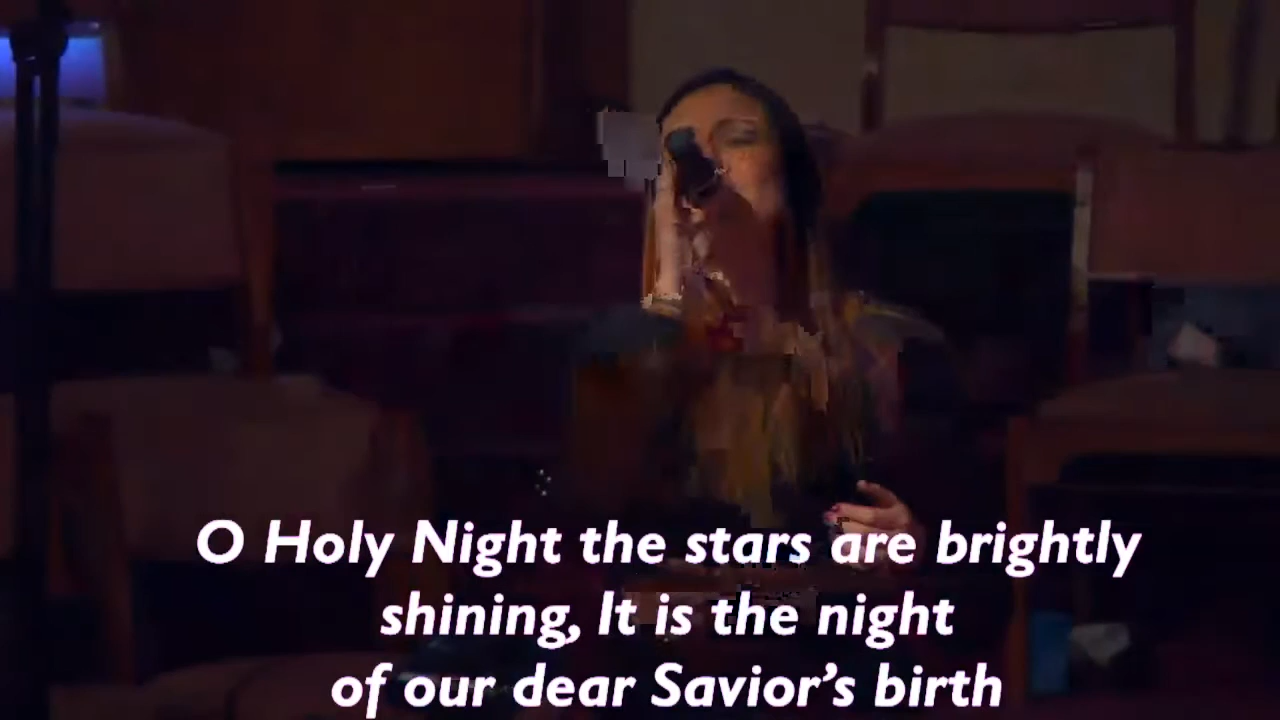 O Holy Night the stars are brightly
shining, It is the night
of our dear Savior’s birth